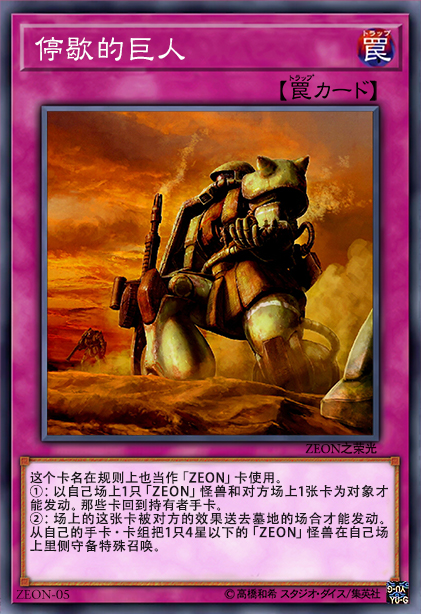 停歇的巨人
トラップ
罠
トラップ
【罠カード】
ZEON之荣光
这个卡名在规则上也当作「ZEON」卡使用。
①：以自己场上1只「ZEON」怪兽和对方场上1张卡为对象才
能发动。那些卡回到持有者手卡。
②：场上的这张卡被对方的效果送去墓地的场合才能发动。
从自己的手卡·卡组把1只4星以下的「ZEON」怪兽在自己场
上里侧守备特殊召唤。
ZEON-05
©高橋和希 スタジオ・ダイス/集英社
YU-G